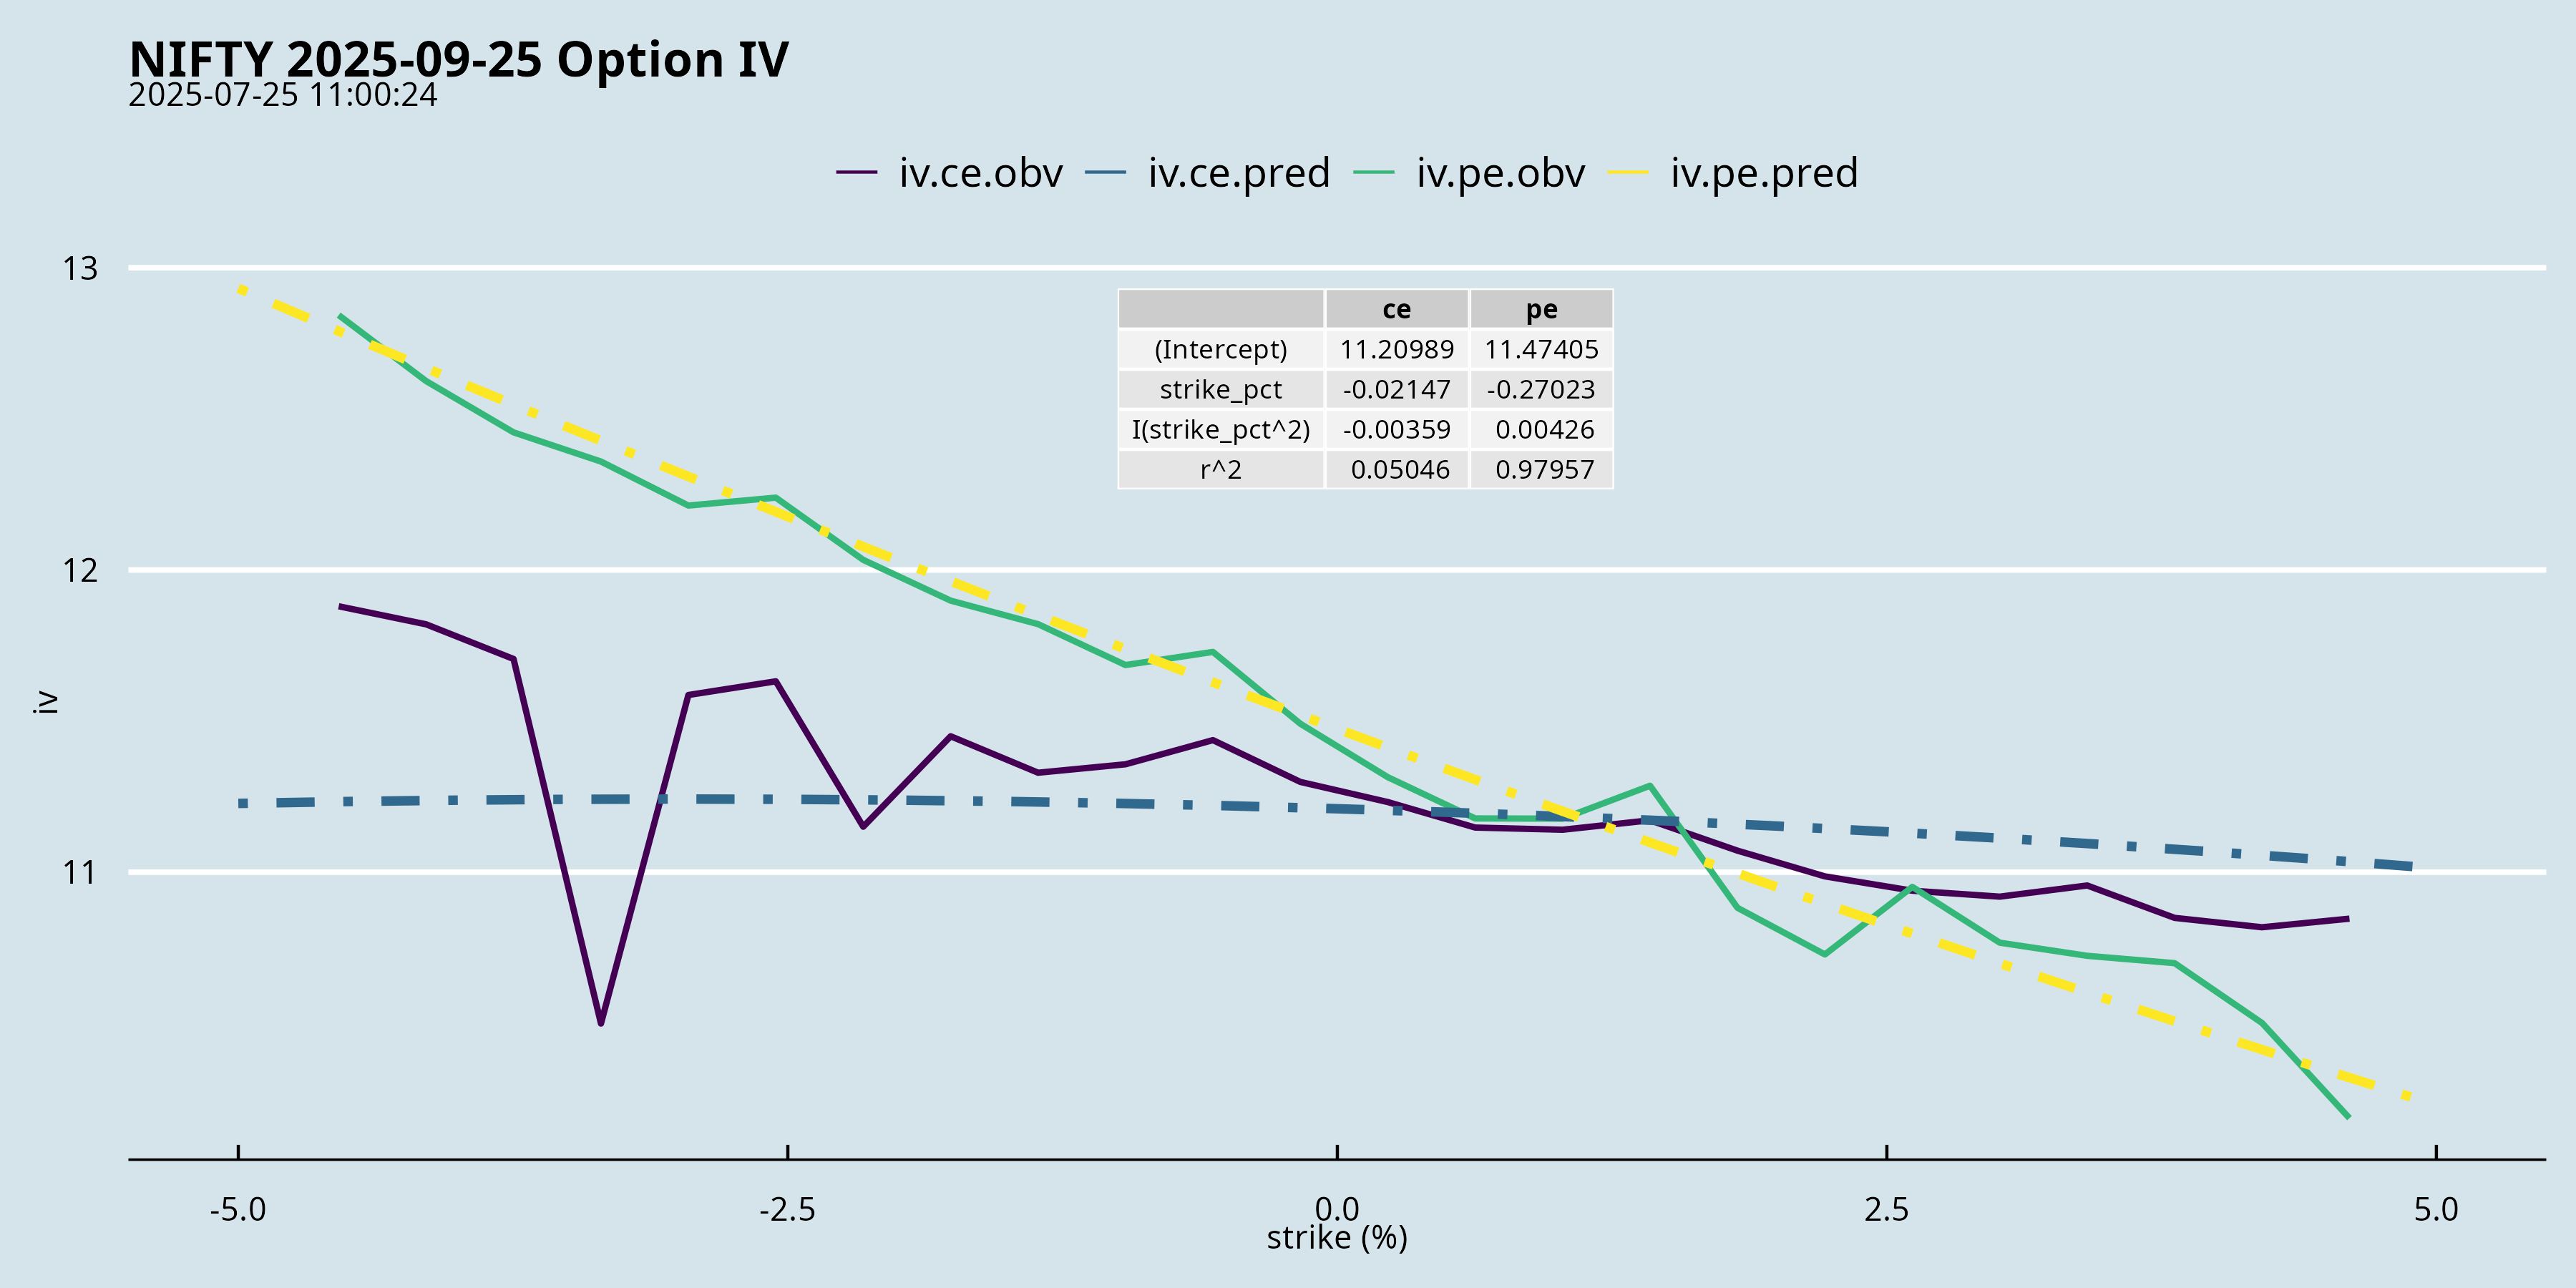 NIFTY 2025-09-25 Option IV
2025-07-25 11:00:24
iv.ce.obv iv.ce.pred iv.pe.obv iv.pe.pred
13
12
11
iv
ce pe
(Intercept) 11.20989 11.47405
strike_pct -0.02147 -0.27023
I(strike_pct^2) -0.00359 0.00426
r^2 0.05046 0.97957
-5.0 -2.5 0.0 2.5 5.0
strike (%)